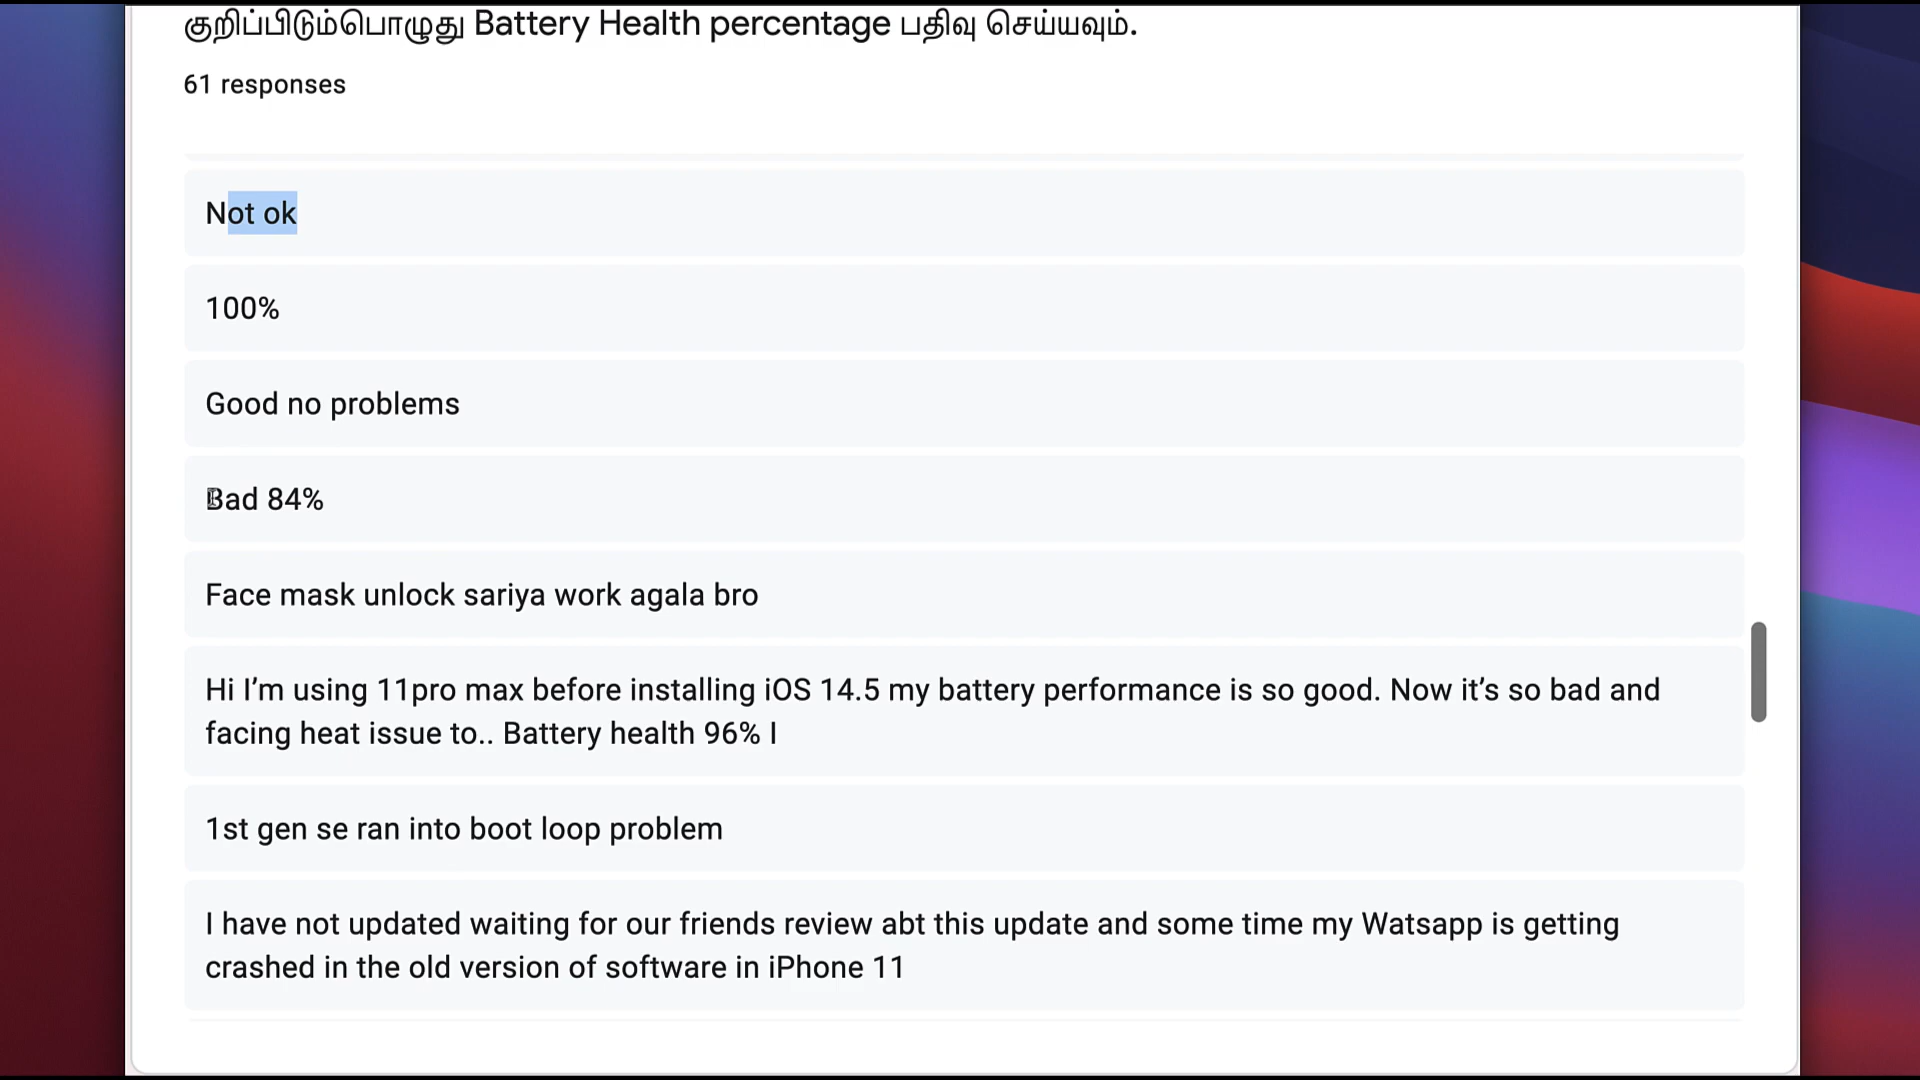 குறிப்பிடும்பொழுது Battery Health percentage பதிவு செய்யவும்.
61 responses
Not ok
100%
Good no problems
Bad 84%
Face mask unlock sariya work agala bro
Hi I’m using 11pro max before installing iOS 14.5 my battery performance is so good. Now it’s so bad and
facing heat issue to.. Battery health 96% I
1st gen se ran into boot loop problem
I have not updated waiting for our friends review abt this update and some time my Watsapp is getting
crashed in the old version of software in iPhone 11